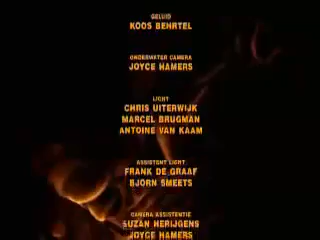 GELUID
KOOS BEHRTEL
ONDERWATER CAMERA
JOYCE HAMERS
LICHT
CHRIS UITERWIJK
MARCEL BRUGMAN
ANTOINE VAN KAAM
ASSISTENT LICHT
FRANK DE GRAAF
BJORN SMEETS
CAMERA ASSISTENTIE
SUZAN HERIJGENS
JOYCE HAMERS